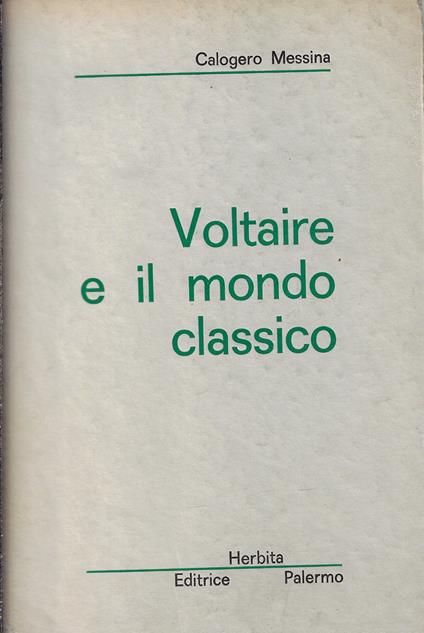 Calogero Messina
Voltaire
e il mondo
classico
Herbita
Editrice Palermo